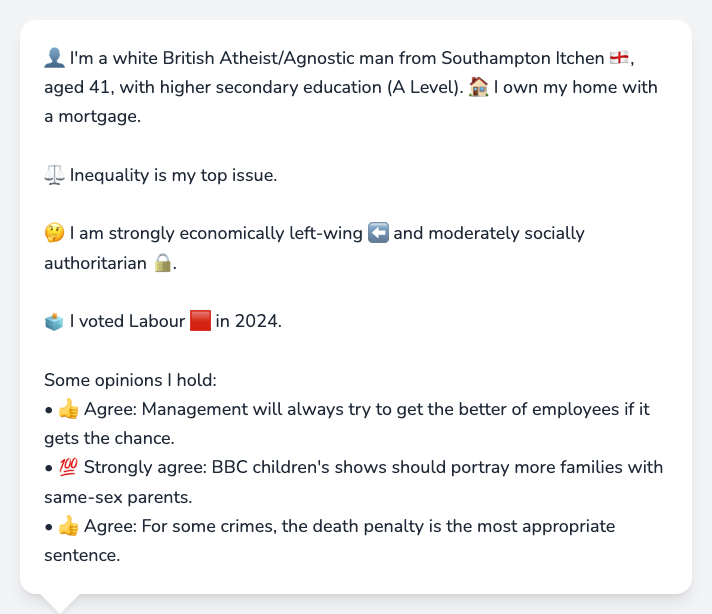 👤 I'm a white British Atheist/Agnostic man from Southampton Itchen 🏴󠁧󠁢󠁥󠁮󠁧󠁿,
aged 41, with higher secondary education (A Level). 🏠 I own my home with
a mortgage.
⚖️ Inequality is my top issue.
🤔 I am strongly economically left-wing ⬅️ and moderately socially
authoritarian 🔒.
🗳️ I voted Labour 🟥 in 2024.
Some opinions I hold:
• 👍 Agree: Management will always try to get the better of employees if it
gets the chance.
• 💯 Strongly agree: BBC children's shows should portray more families with
same-sex parents.
• 👍 Agree: For some crimes, the death penalty is the most appropriate
sentence.